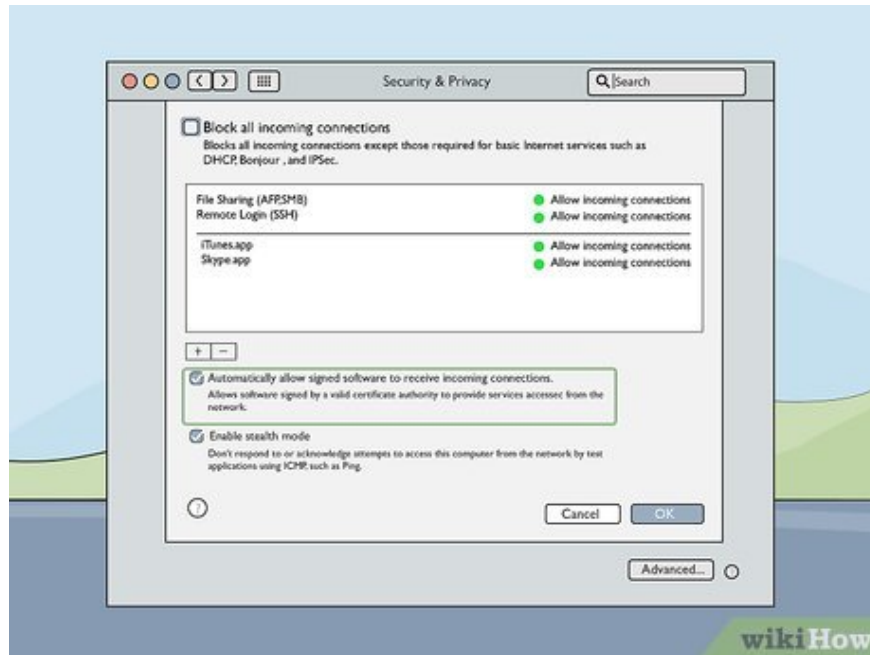 Security & Privacy
Search
Block all incoming connections
Blocks all incoming connections except those required for basic Internet services such as
DHCP, Bonjour , and IPSec.
File Sharing (AFP,SMB) Allow incoming connections
Remote Login (SSH) Allow incoming connections
iTunes.app Allow incoming connections
Skype.app Allow incoming connections
+ −
Automatically allow signed software to receive incoming connections.
Allows software signed by a valid certificate authority to provide services accessec from the
network.
Enable stealth mode
Don't respond to or acknowledge attempts to access this computer from the network by test
applications using ICMP, such as Ping.
?
Cancel OK
Advanced...
wikiHow